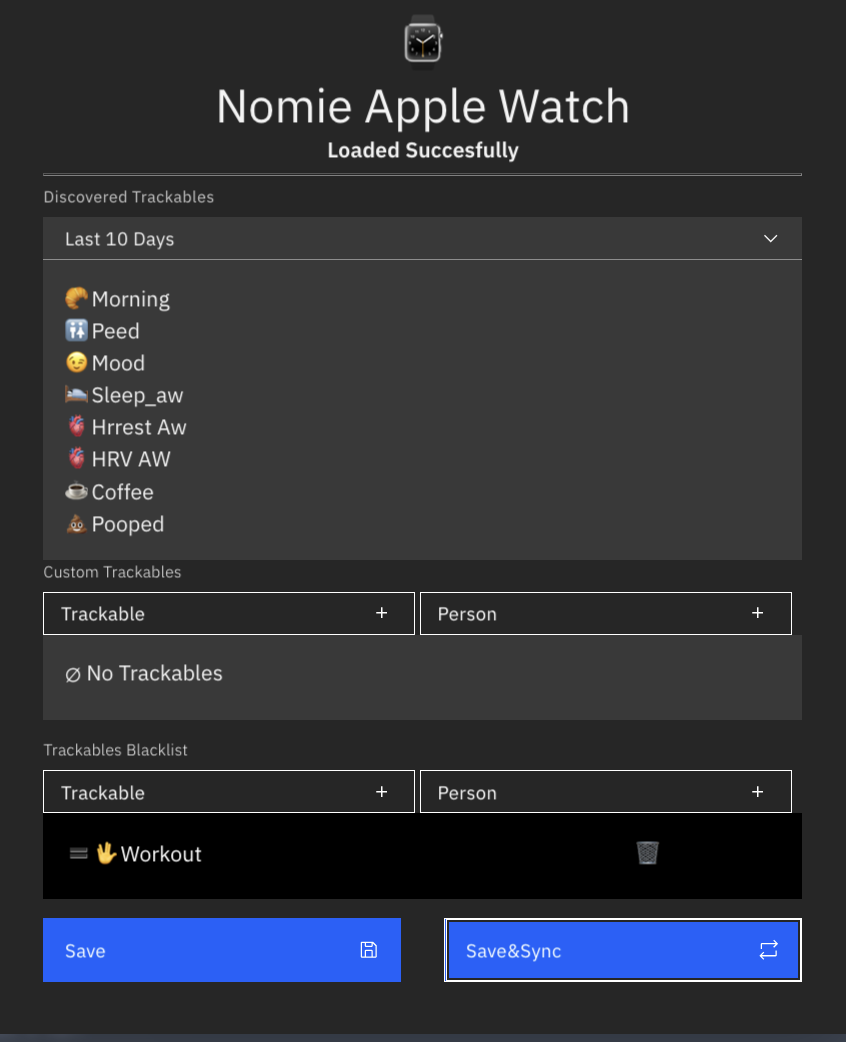 Nomie Apple Watch
Loaded Succesfully
Discovered Trackables
Last 10 Days
🥐Morning
🚻Peed
😉Mood
🛌Sleep_aw
🫀Hrrest Aw
🫀HRV AW
☕Coffee
💩Pooped
Custom Trackables
Trackable + Person +
∅ No Trackables
Trackables Blacklist
Trackable + Person +
🖖Workout
Save Save&Sync